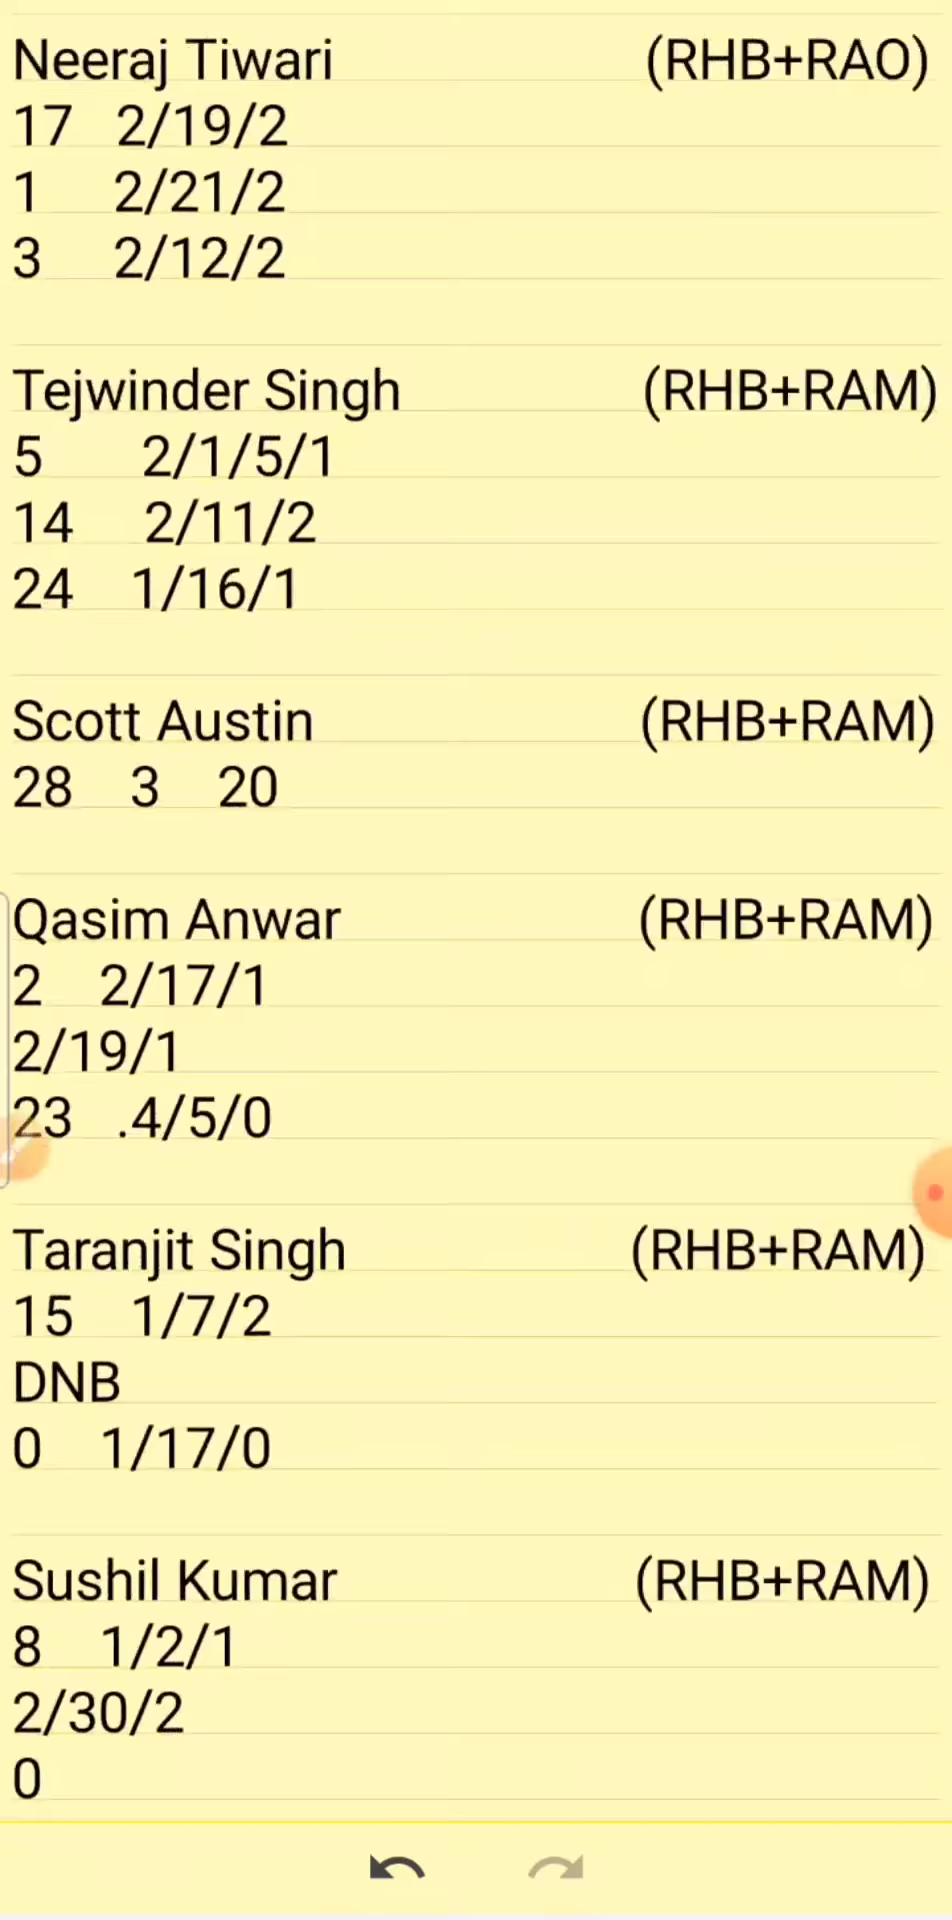 Neeraj Tiwari (RHB+RAO)
17 2/19/2
1 2/21/2
3 2/12/2
Tejwinder Singh (RHB+RAM)
5 2/1/5/1
14 2/11/2
24 1/16/1
Scott Austin (RHB+RAM)
28 3 20
Qasim Anwar (RHB+RAM)
2 2/17/1
2/19/1
23 .4/5/0
Taranjit Singh (RHB+RAM)
15 1/7/2
DNB
0 1/17/0
Sushil Kumar (RHB+RAM)
8 1/2/1
2/30/2
0